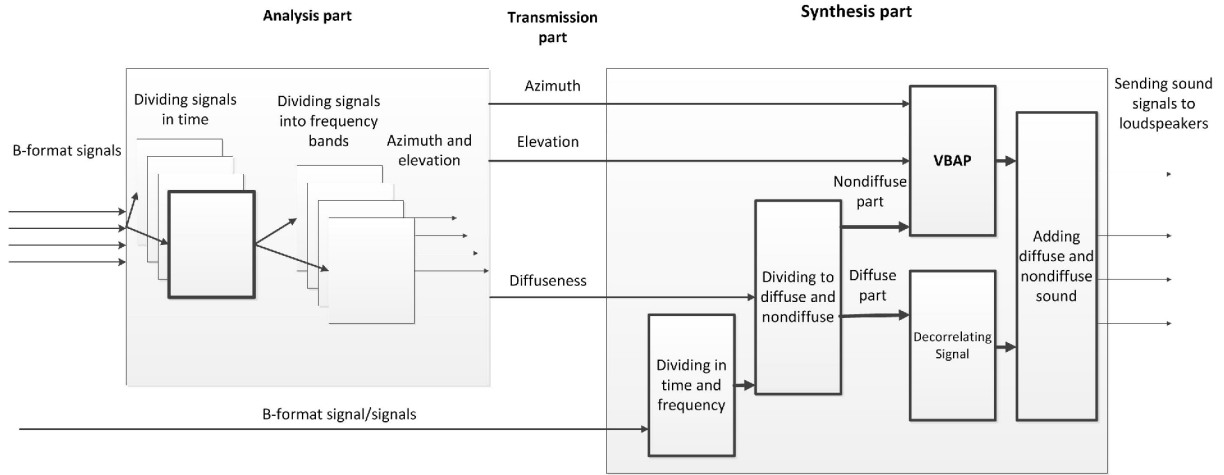 Analysis part
Transmission
part
Synthesis part
B-format signals
Dividing signals
in time
Dividing signals
into frequency
bands
Azimuth and
elevation
Azimuth
Elevation
Diffuseness
B-format signal/signals
Dividing in
time and
frequency
Dividing to
diffuse and
nondiffuse
Nondiffuse
part
Diffuse
part
VBAP
Decorrelating
Signal
Adding
diffuse and
nondiffuse
sound
Sending sound
signals to
loudspeakers